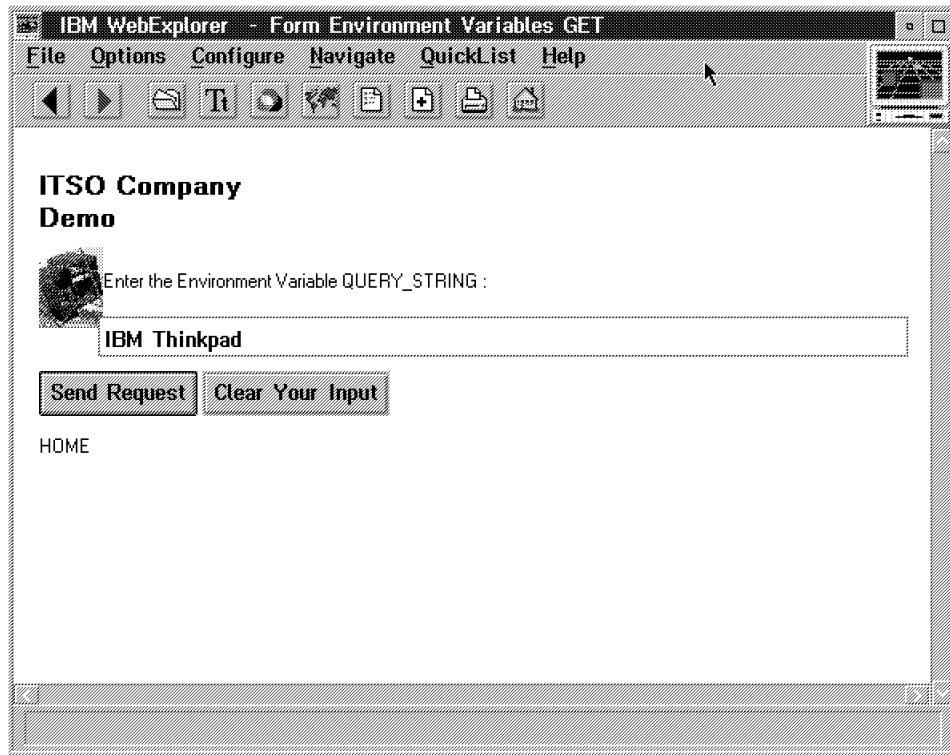 IBM WebExplorer - Form Environment Variables GET
File Options Configure Navigate QuickList Help
Tt
ITSO Company
Demo
Enter the Environment Variable QUERY_STRING :
IBM Thinkpad
Send Request Clear Your Input
HOME